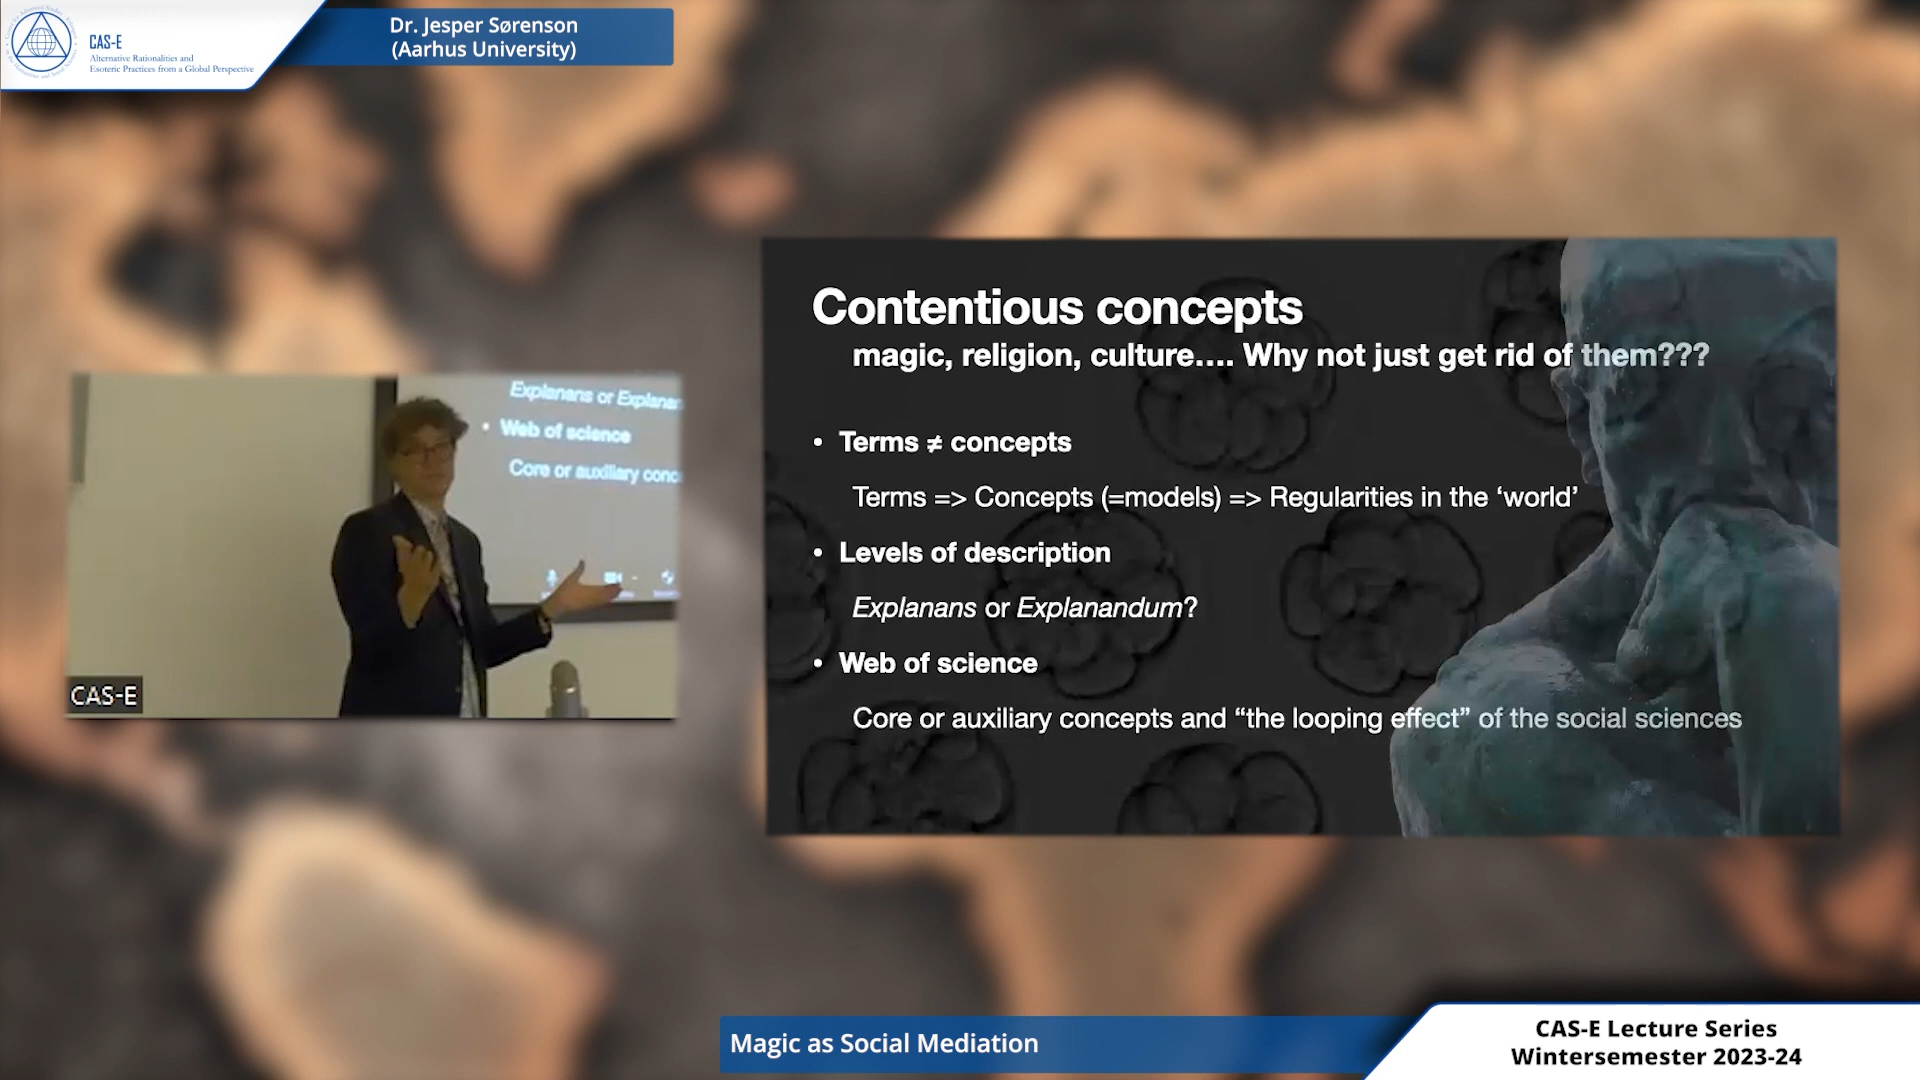 CAS-E
Alternative Rationalities and
Esoteric Practices from a Global Perspective
Dr. Jesper Sørenson
(Aarhus University)
Explanans or Explanan
• Web of science
Core or auxiliary conc
CAS-E
Contentious concepts
magic, religion, culture.... Why not just get rid of them???
• Terms ≠ concepts
Terms => Concepts (=models) => Regularities in the ‘world’
• Levels of description
Explanans or Explanandum?
• Web of science
Core or auxiliary concepts and “the looping effect” of the social sciences
Magic as Social Mediation
CAS-E Lecture Series
Wintersemester 2023-24